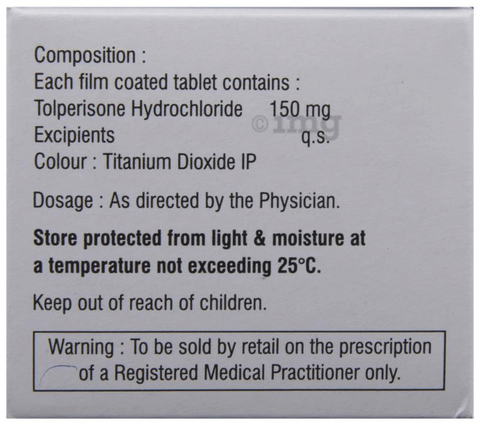 Composition :
Each film coated tablet contains :
Tolperisone Hydrochloride 150 mg
Excipients q.s.
Colour : Titanium Dioxide IP
Dosage : As directed by the Physician.
Store protected from light & moisture at
a temperature not exceeding 25°C.
Keep out of reach of children.
Warning : To be sold by retail on the prescription
of a Registered Medical Practitioner only.